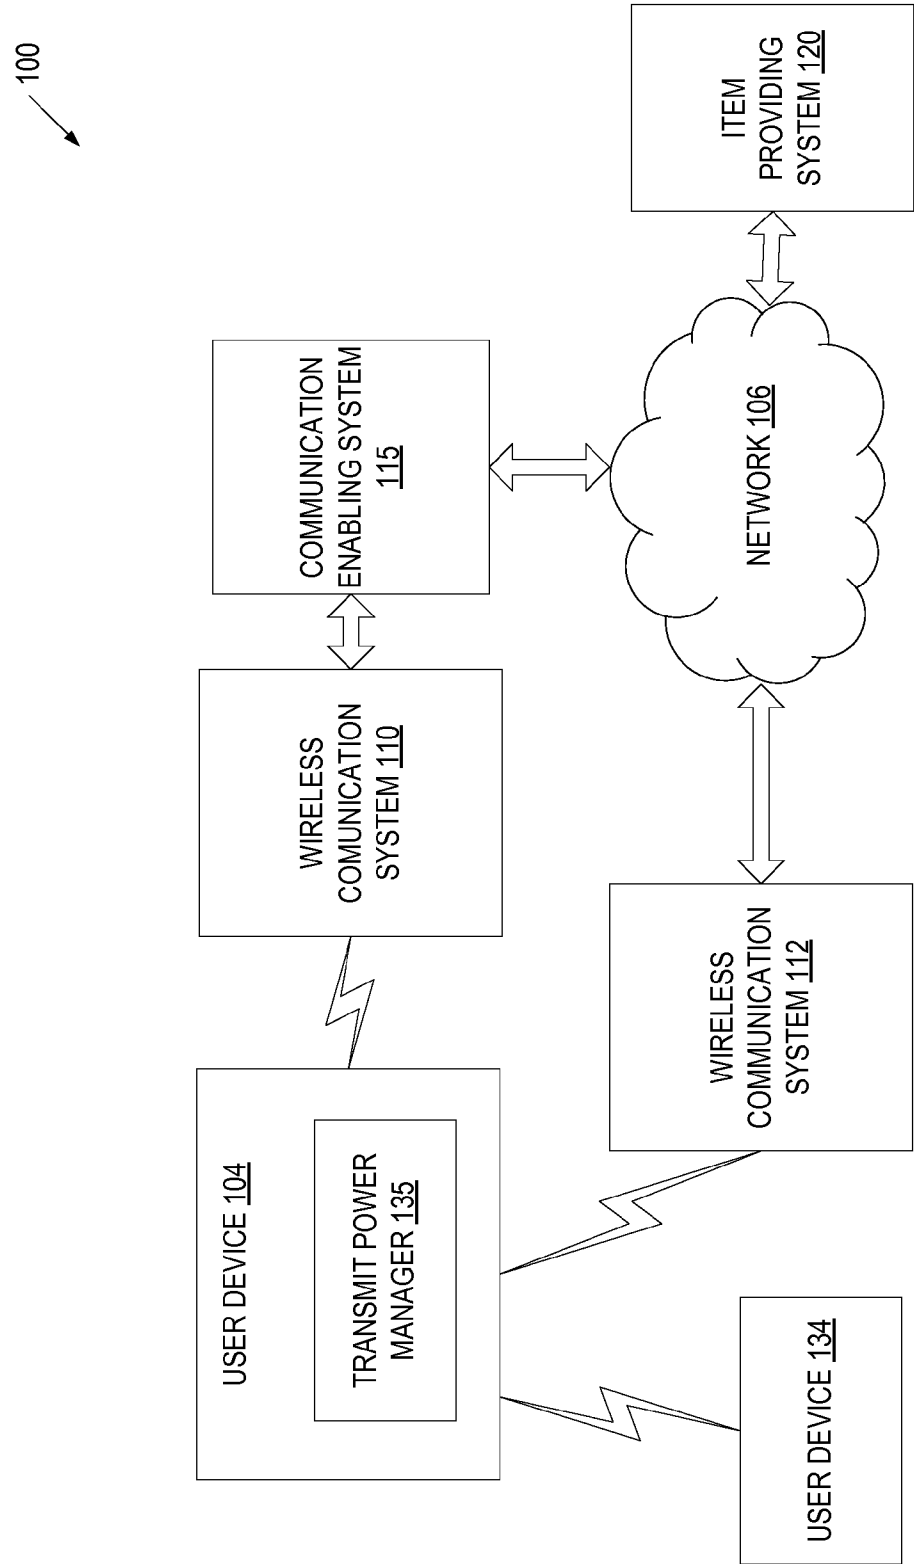 100
USER DEVICE 104
TRANSMIT POWER
MANAGER 135
WIRELESS
COMUNICATION
SYSTEM 110
COMMUNICATION
ENABLING SYSTEM
115
USER DEVICE 134
WIRELESS
COMMUNICATION
SYSTEM 112
NETWORK 106
ITEM
PROVIDING
SYSTEM 120